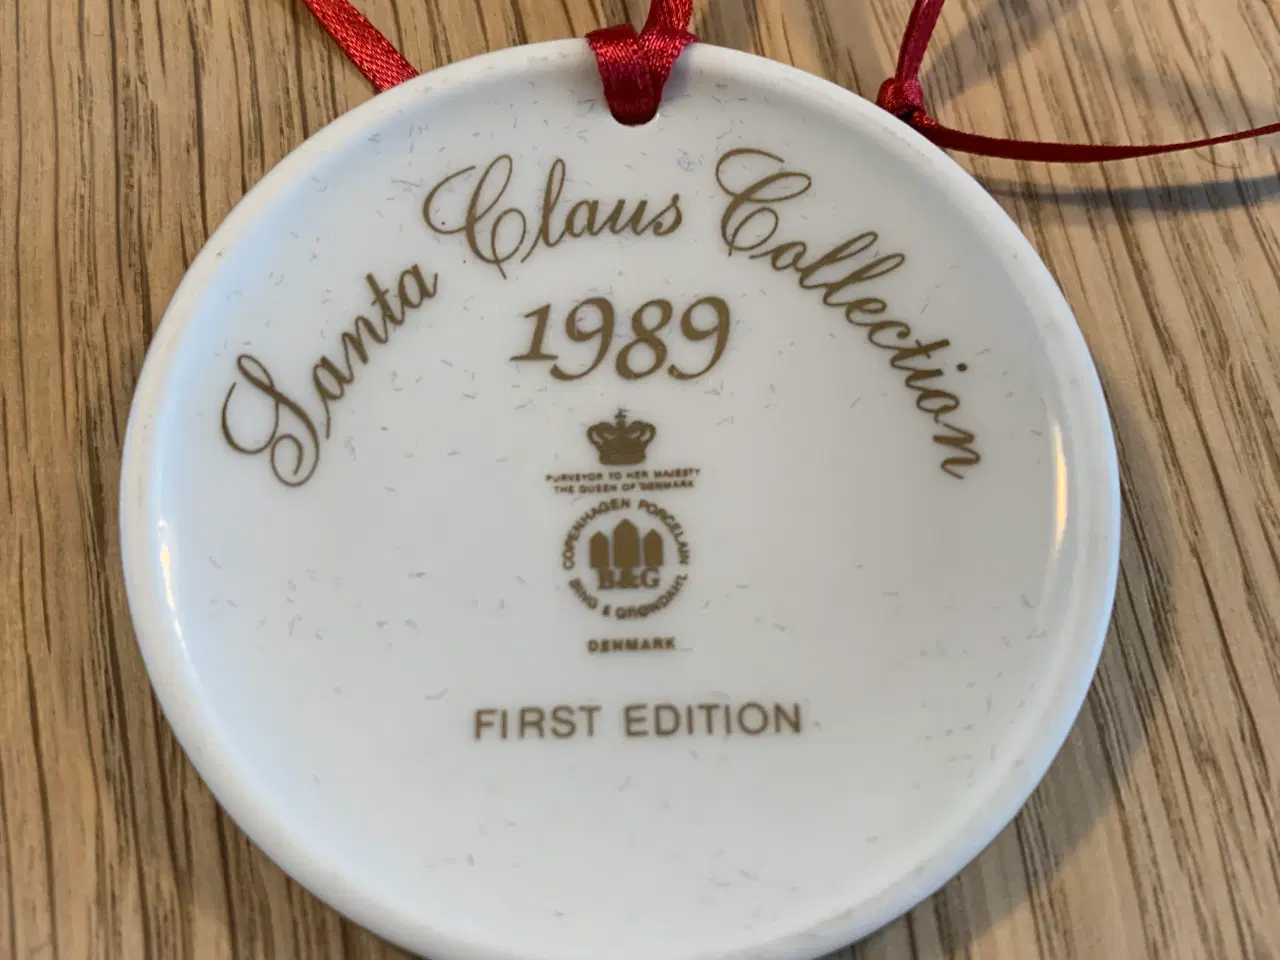 Santa Claus Collection
1989
PURVEYOR TO HER MAJESTY
THE QUEEN OF DENMARK
COPENHAGEN PORCELAIN
B&G
BING & GRØNDAHL
DENMARK
FIRST EDITION